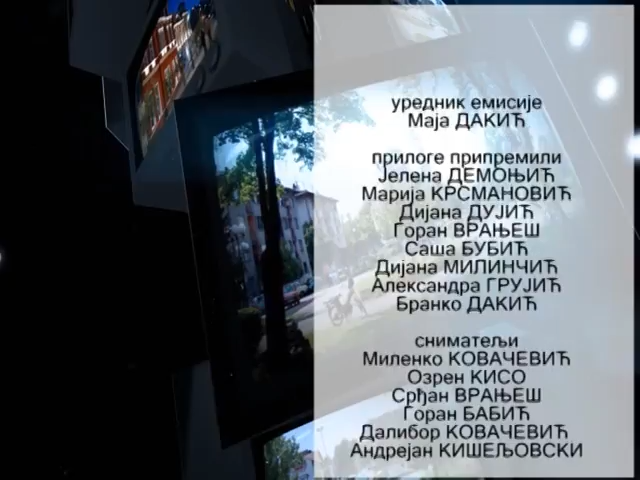 уредник емисије
Маја ДАКИЋ
прилоге припремили
Јелена ДЕМОЊИЋ
Марија КРСМАНОВИЋ
Дијана ДУЈИЋ
Горан ВРАЊЕШ
Саша БУБИЋ
Дијана МИЛИНЧИЋ
Александра ГРУЈИЋ
Бранко ДАКИЋ
сниматељи
Миленко КОВАЧЕВИЋ
Озрен КИСО
Срђан ВРАЊЕШ
Горан БАБИЋ
Далибор КОВАЧЕВИЋ
Андрејан КИШЕЉОВСКИ